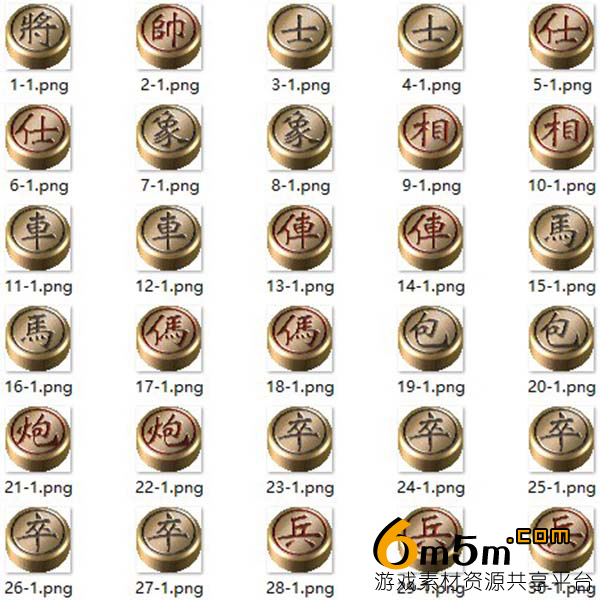 將 帥 士 士 仕
1-1.png 2-1.png 3-1.png 4-1.png 5-1.png
仕 象 象 相 相
6-1.png 7-1.png 8-1.png 9-1.png 10-1.png
車 車 俥 俥 馬
11-1.png 12-1.png 13-1.png 14-1.png 15-1.png
馬 傌 傌 包 包
16-1.png 17-1.png 18-1.png 19-1.png 20-1.png
炮 炮 卒 卒 卒
21-1.png 22-1.png 23-1.png 24-1.png 25-1.png
卒 卒 兵 兵 兵
6m5m.com
26-1.png 27-1.png 28-1.png 29-1.png 30-1.png
游戏素材资源共享平台